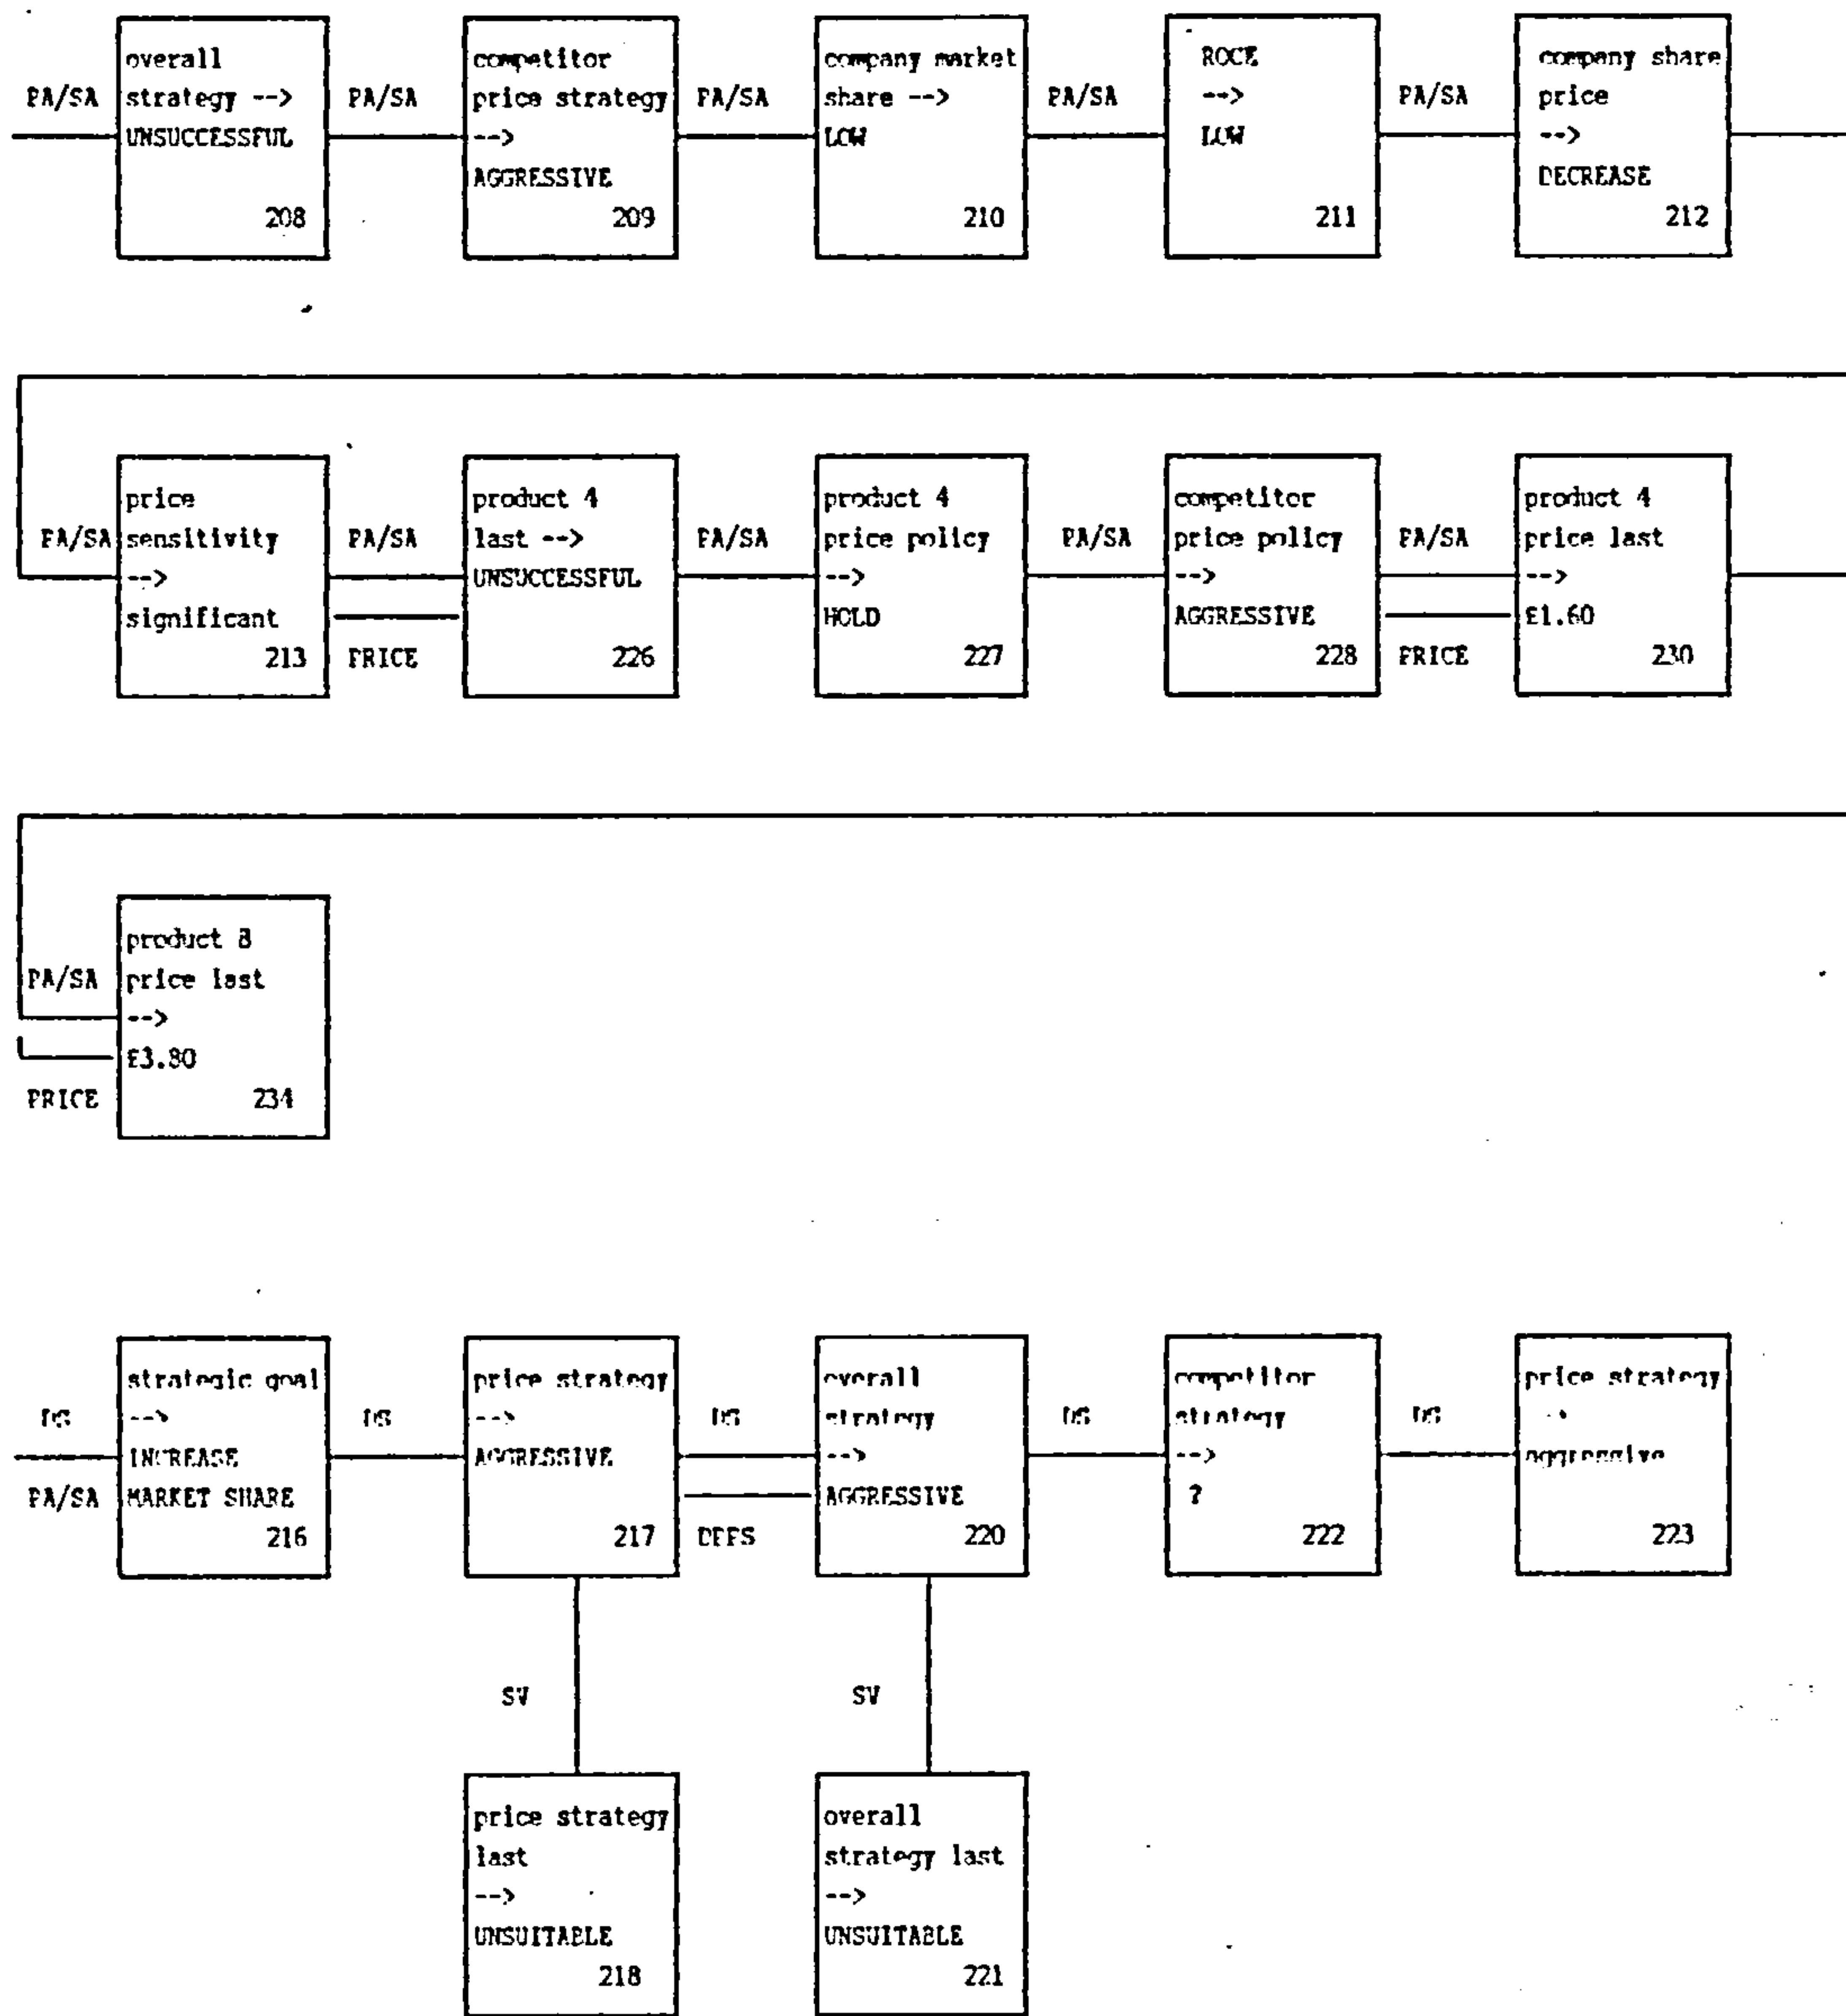 PA/SA
overall
strategy -->
UNSUCCESSFUL
208
PA/SA
competitor
price strategy
-->
AGGRESSIVE
209
PA/SA
company market
share -->
LOW
210
PA/SA
ROCE
-->
LOW
211
PA/SA
company share
price
-->
DECREASE
212
PA/SA
price
sensitivity
-->
significant
213
PA/SA
PRICE
product 4
last -->
UNSUCCESSFUL
226
PA/SA
product 4
price policy
-->
HOLD
227
PA/SA
competitor
price policy
-->
AGGRESSIVE
228
PA/SA
PRICE
product 4
price last
-->
£1.60
230
PA/SA
PRICE
product 8
price last
-->
£3.80
234
DS
PA/SA
strategic goal
-->
INCREASE
MARKET SHARE
216
DS
price strategy
-->
AGGRESSIVE
217
DS
overall
strategy
-->
AGGRESSIVE
220
DS
competitor
strategy
-->
?
222
DS
price strategy
aggressive
223
SV
SV
price strategy
last
-->
UNSUITABLE
218
overall
strategy last
-->
UNSUITABLE
221